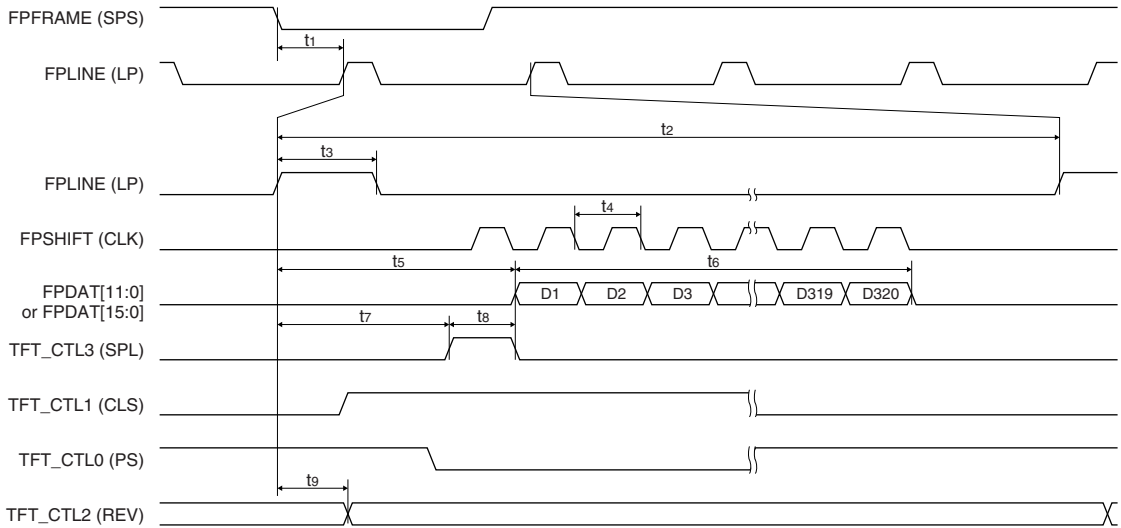 FPFRAME (SPS)
t1
FPLINE (LP)
t2
t3
FPLINE (LP)
t4
FPSHIFT (CLK)
t5
t6
FPDAT[11:0]
or FPDAT[15:0]
D1
D2
D3
D319
D320
t7
t8
TFT_CTL3 (SPL)
TFT_CTL1 (CLS)
TFT_CTL0 (PS)
t9
TFT_CTL2 (REV)